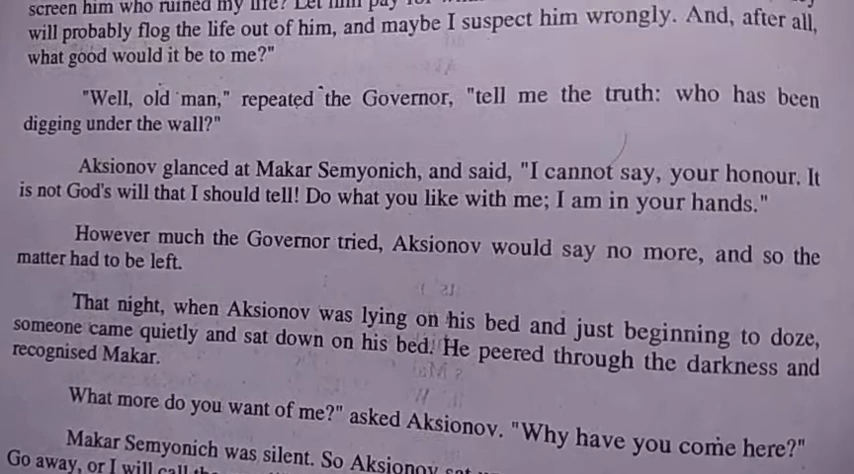 screen him who ruined my life? Let him pay for
will probably flog the life out of him, and maybe I suspect him wrongly. And, after all,
what good would it be to me?"
"Well, old man," repeated the Governor, "tell me the truth: who has been
digging under the wall?"
Aksionov glanced at Makar Semyonich, and said, "I cannot say, your honour. It
is not God's will that I should tell! Do what you like with me; I am in your hands."
However much the Governor tried, Aksionov would say no more, and so the
matter had to be left.
That night, when Aksionov was lying on his bed and just beginning to doze,
someone came quietly and sat down on his bed. He peered through the darkness and
recognised Makar.
What more do you want of me?" asked Aksionov. "Why have you come here?"
Makar Semyonich was silent. So Aksionov sat
Go away, or I will call the